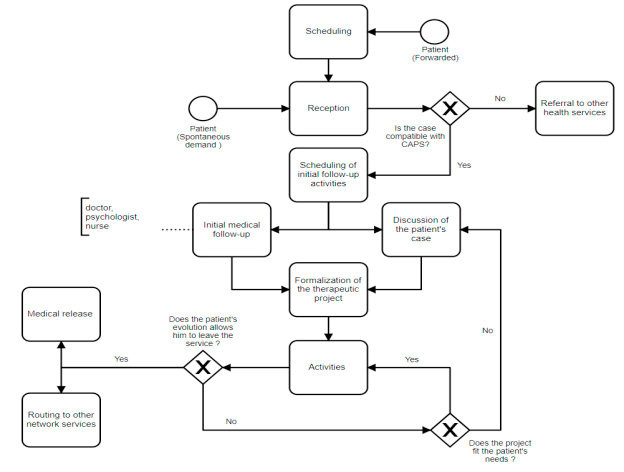 Scheduling
Patient
(Forwarded)
Reception
Patient
(Spontaneous
demand )
Is the case
compatible with
CAPS?
No
Referral to other
health services
Yes
Scheduling of
initial follow-up
activities
doctor,
psychologist,
nurse
Initial medical
follow-up
Discussion of
the patient's
case
Formalization of
the therapeutic
project
Medical release
Does the patient's
evolution allows
him to leave the
service ?
No
Yes
Activities
Yes
Routing to other
network services
No
Does the project
fit the patient's
needs ?